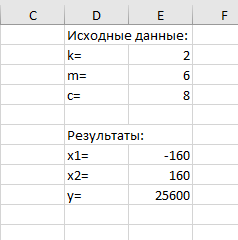 C D E F
Исходные данные:
k= 2
m= 6
c= 8
Результаты:
x1= -160
x2= 160
y= 25600